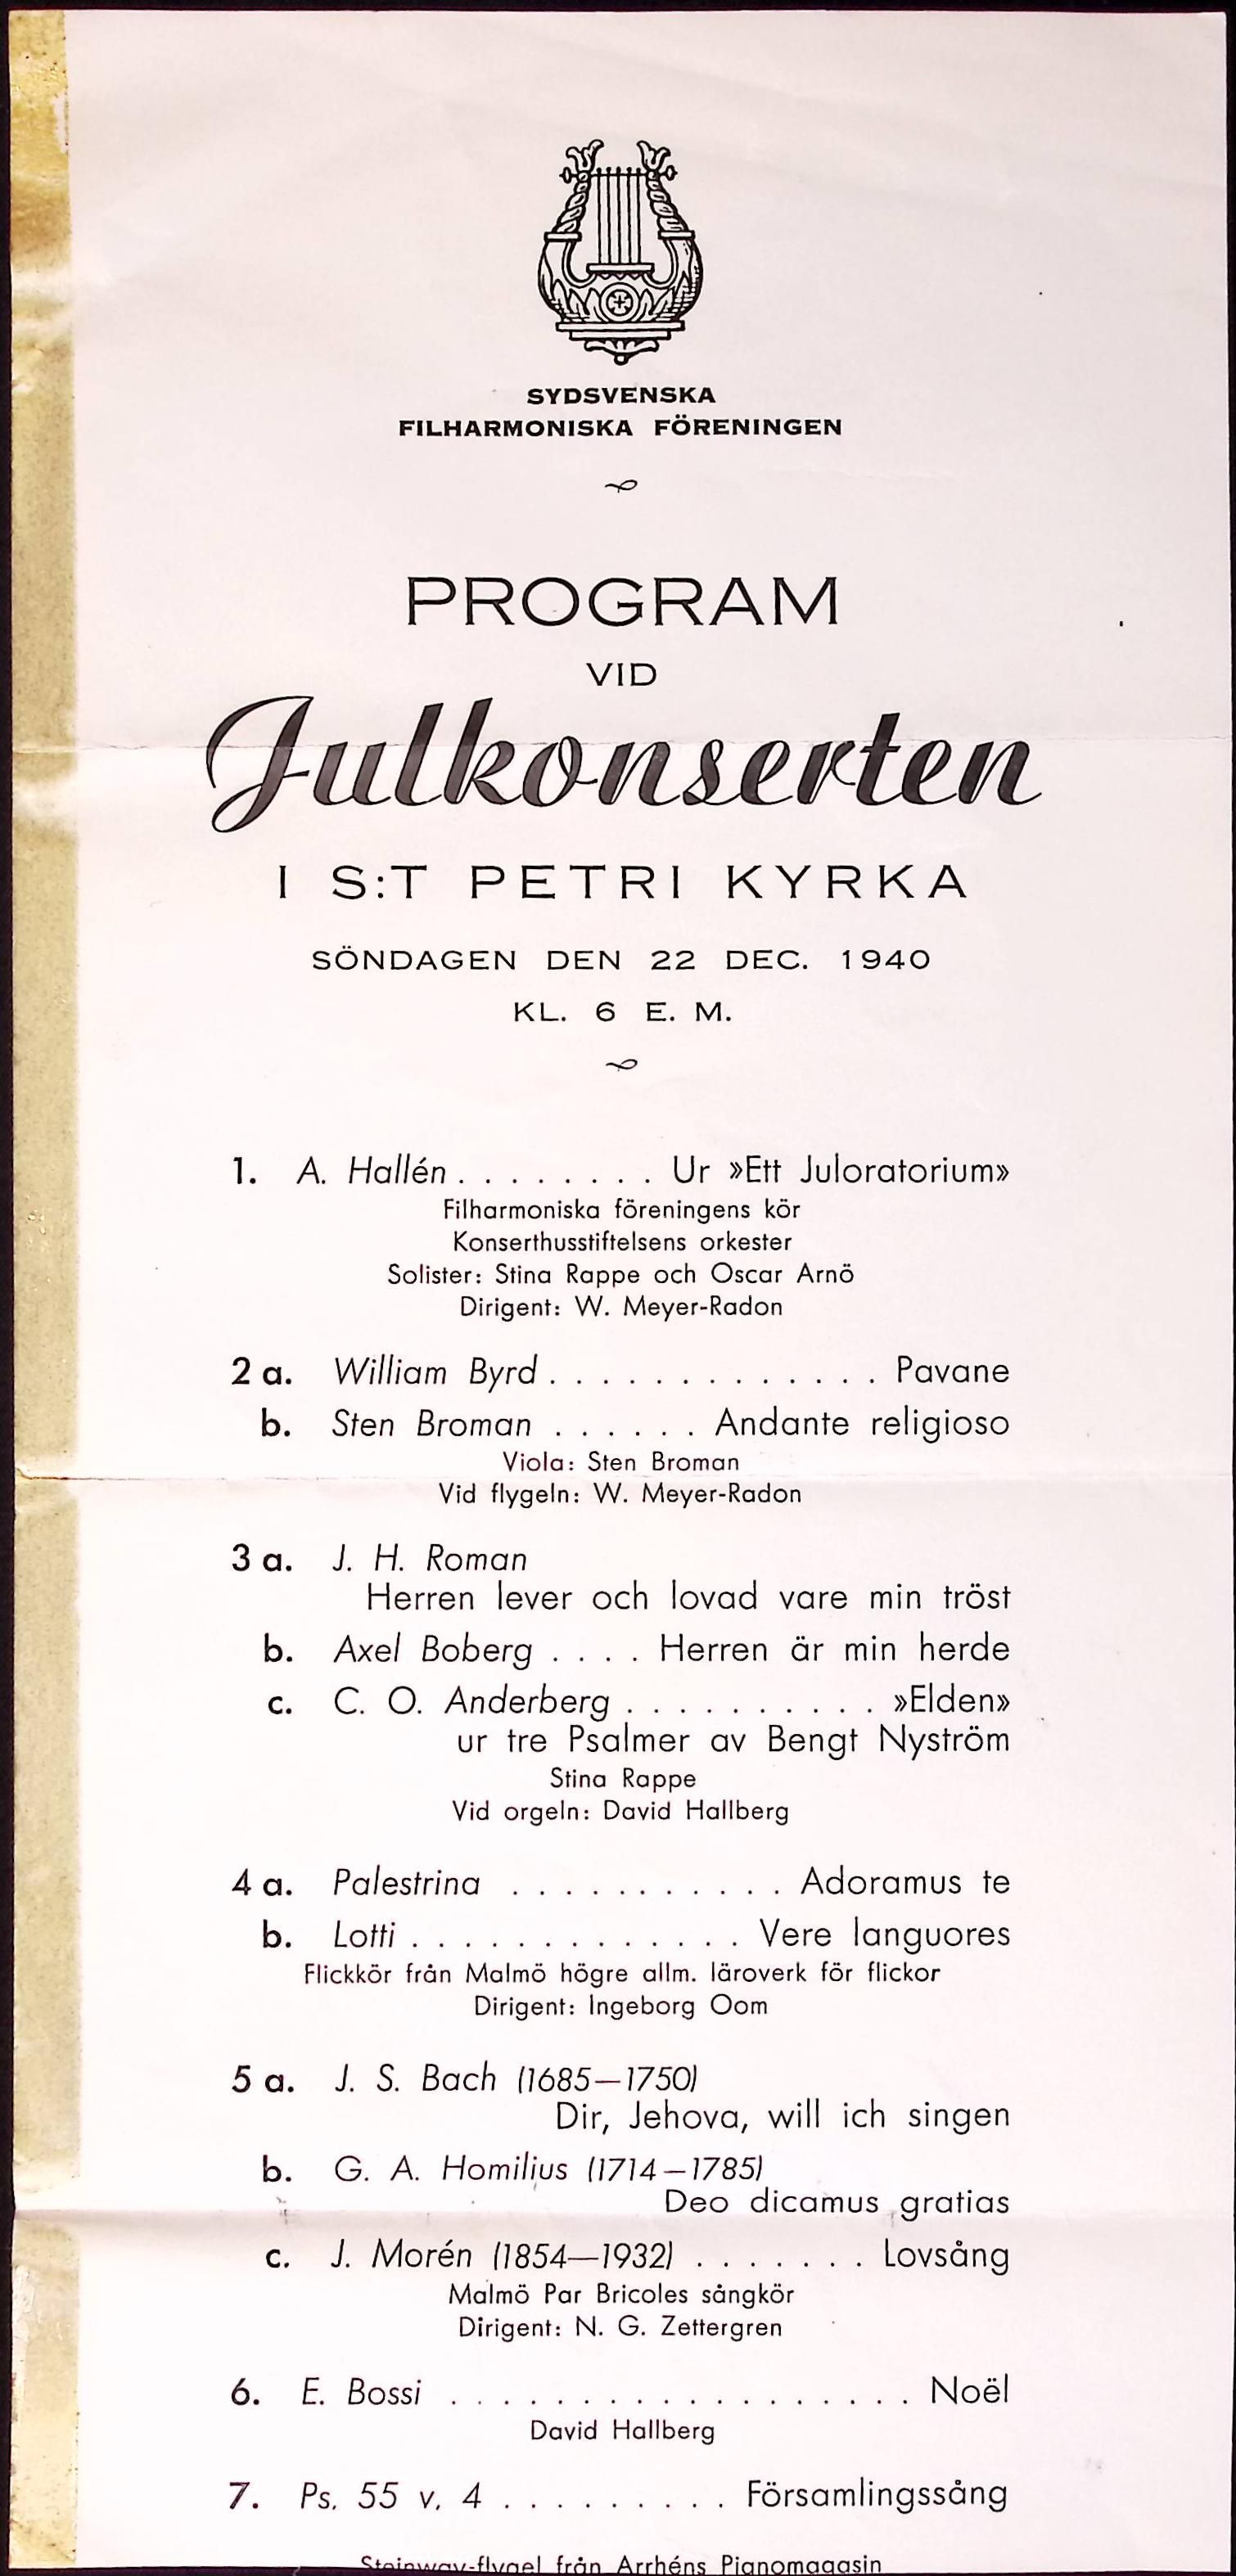 SYDSVENSKA
FILHARMONISKA FÖRENINGEN
PROGRAM
VID
Julkonserten
I S:T PETRI KYRKA
SÖNDAGEN DEN 22 DEC. 1940
KL. 6 E. M.
1. A. Hallén . . . . . . . . Ur »Ett Juloratorium»
Filharmoniska föreningens kör
Konserthusstiftelsens orkester
Solister: Stina Rappe och Oscar Arnö
Dirigent: W. Meyer-Radon
2 a. William Byrd . . . . . . . . . . . . . Pavane
b. Sten Broman . . . . . . Andante religioso
Viola: Sten Broman
Vid flygeln: W. Meyer-Radon
3 a. J. H. Roman
Herren lever och lovad vare min tröst
b. Axel Boberg . . . . Herren är min herde
c. C. O. Anderberg . . . . . . . . . . »Elden»
ur tre Psalmer av Bengt Nyström
Stina Rappe
Vid orgeln: David Hallberg
4 a. Palestrina . . . . . . . . . . . Adoramus te
b. Lotti . . . . . . . . . . . . . Vere languores
Flickkör från Malmö högre allm. läroverk för flickor
Dirigent: Ingeborg Oom
5 a. J. S. Bach (1685—1750)
Dir, Jehova, will ich singen
b. G. A. Homilius (1714—1785)
Deo dicamus gratias
c. J. Morén (1854—1932) . . . . . . . Lovsång
Malmö Par Bricoles sångkör
Dirigent: N. G. Zettergren
6. E. Bossi . . . . . . . . . . . . . . . . . . Noël
David Hallberg
7. Ps. 55 v. 4 . . . . . . . . . Församlingssång
Steinway-flygel från Arrhéns Pianomagasin